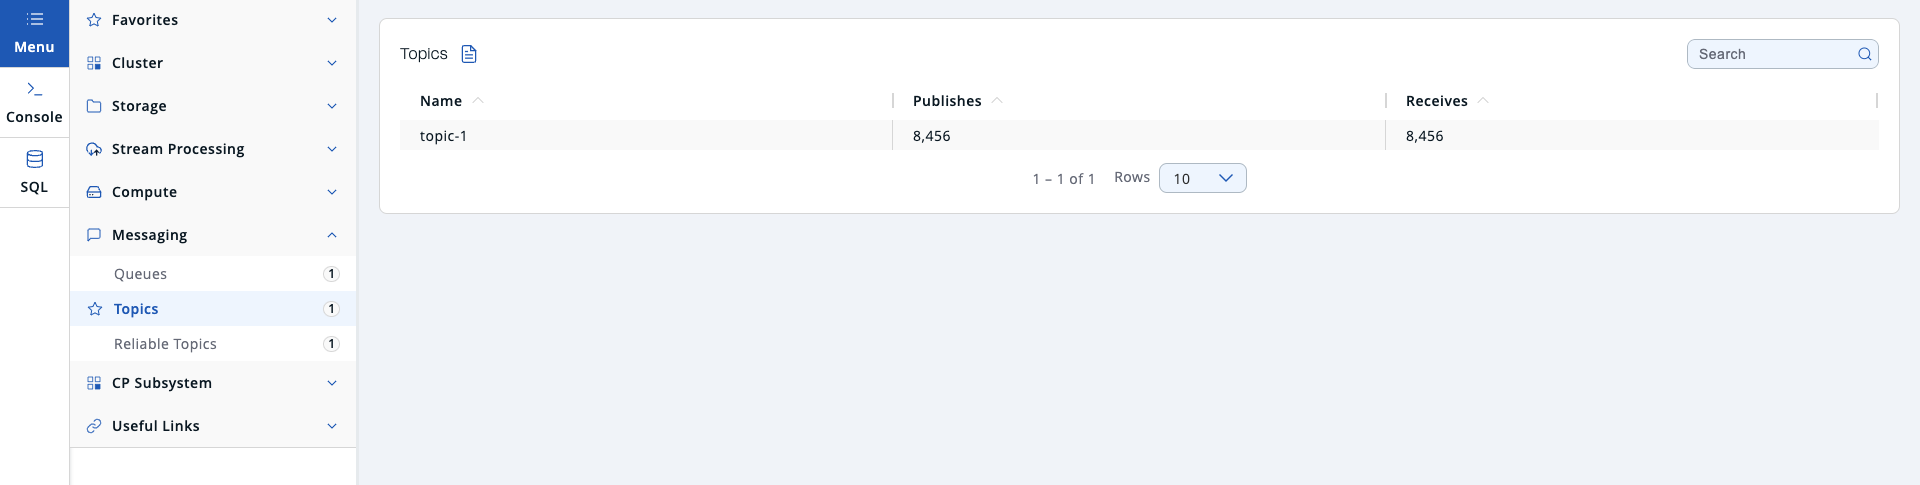 Menu
Console
SQL
Favorites
Cluster
Storage
Stream Processing
Compute
Messaging
Queues 1
Topics 1
Reliable Topics 1
CP Subsystem
Useful Links
Topics
Search
Name Publishes Receives
topic-1 8,456 8,456
1 – 1 of 1 Rows 10